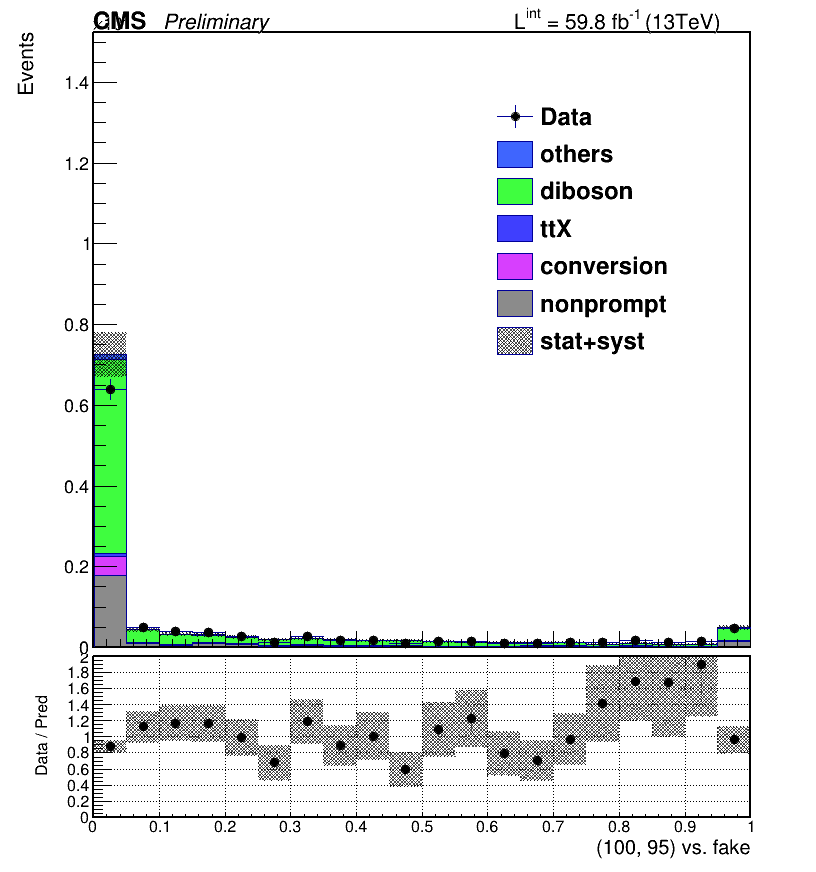 CMS Preliminary
L^int = 59.8 fb^-1 (13TeV)
Events
1.4
1.2
1
0.8
0.6
0.4
0.2
0
Data
others
diboson
ttX
conversion
nonprompt
stat+syst
Data / Pred
2
1.8
1.6
1.4
1.2
1
0.8
0.6
0.4
0.2
0
0 0.1 0.2 0.3 0.4 0.5 0.6 0.7 0.8 0.9 1
(100, 95) vs. fake